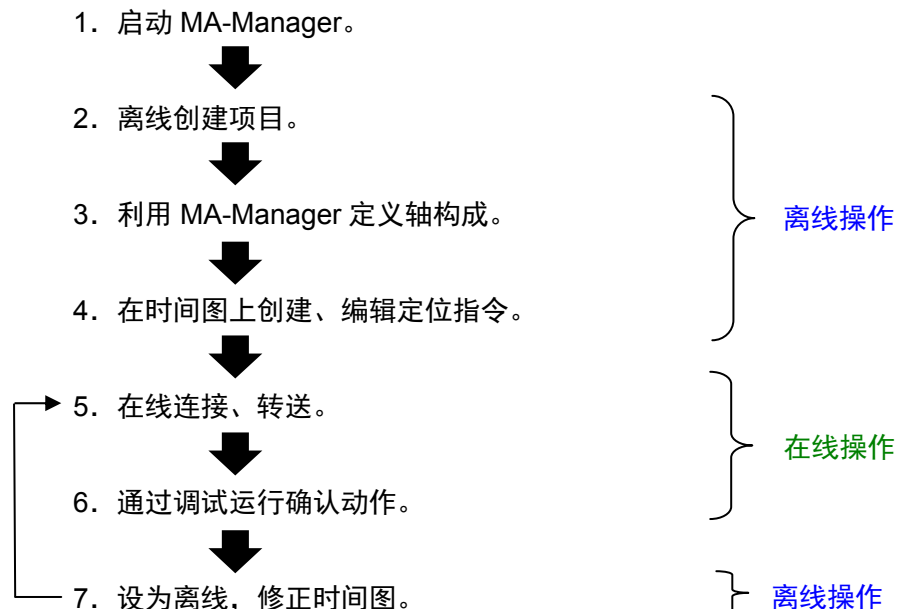 1. 启动 MA-Manager。
2. 离线创建项目。
3. 利用 MA-Manager 定义轴构成。
离线操作
4. 在时间图上创建、编辑定位指令。
5. 在线连接、转送。
在线操作
6. 通过调试运行确认动作。
7. 设为离线，修正时间图。
离线操作